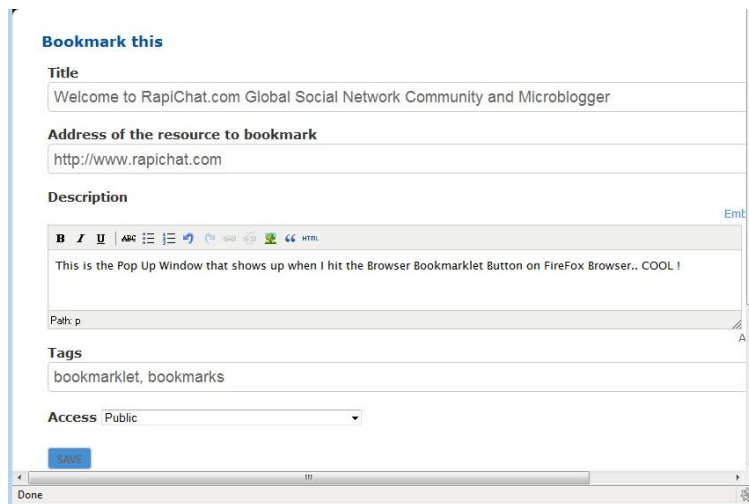 Bookmark this
Title
Welcome to RapiChat.com Global Social Network Community and Microblogger
Address of the resource to bookmark
http://www.rapichat.com
Description
Emb
B I U ABC HTML
This is the Pop Up Window that shows up when I hit the Browser Bookmarklet Button on FireFox Browser.. COOL !
Path: p
A
Tags
bookmarklet, bookmarks
Access Public
SAVE
Done